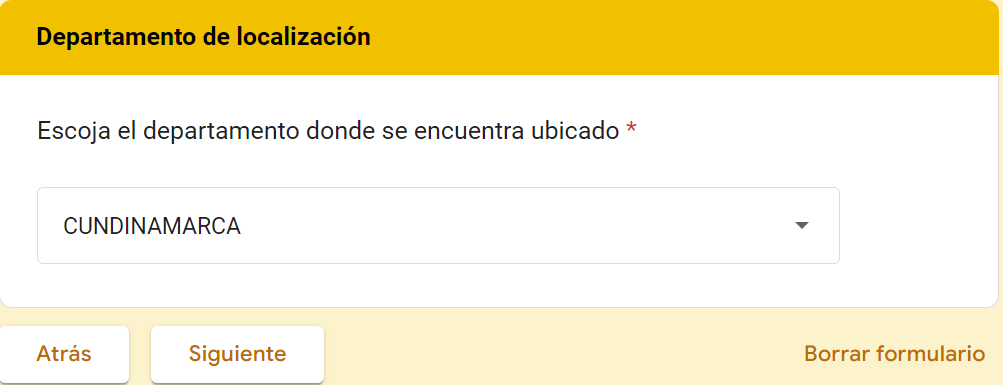 Departamento de localización
Escoja el departamento donde se encuentra ubicado *
CUNDINAMARCA
Atrás
Siguiente
Borrar formulario